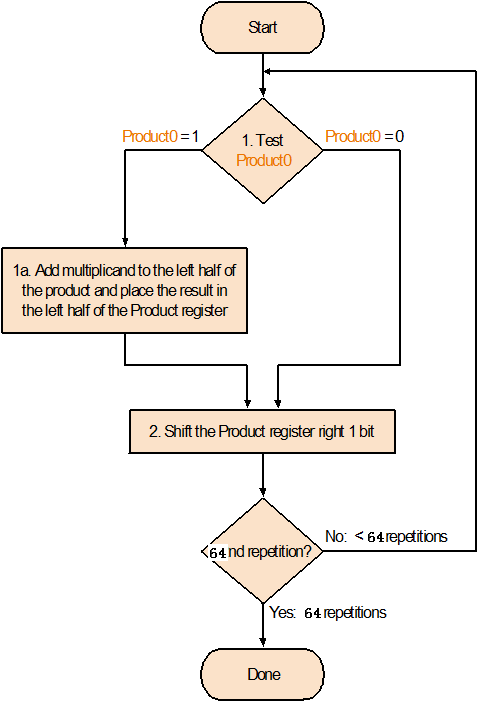 Start
Product0 = 1
1. Test
Product0
Product0 = 0
1a. Add multiplicand to the left half of
the product and place the result in
the left half of the Product register
2. Shift the Product register right 1 bit
64nd repetition?
No: < 64 repetitions
Yes: 64 repetitions
Done